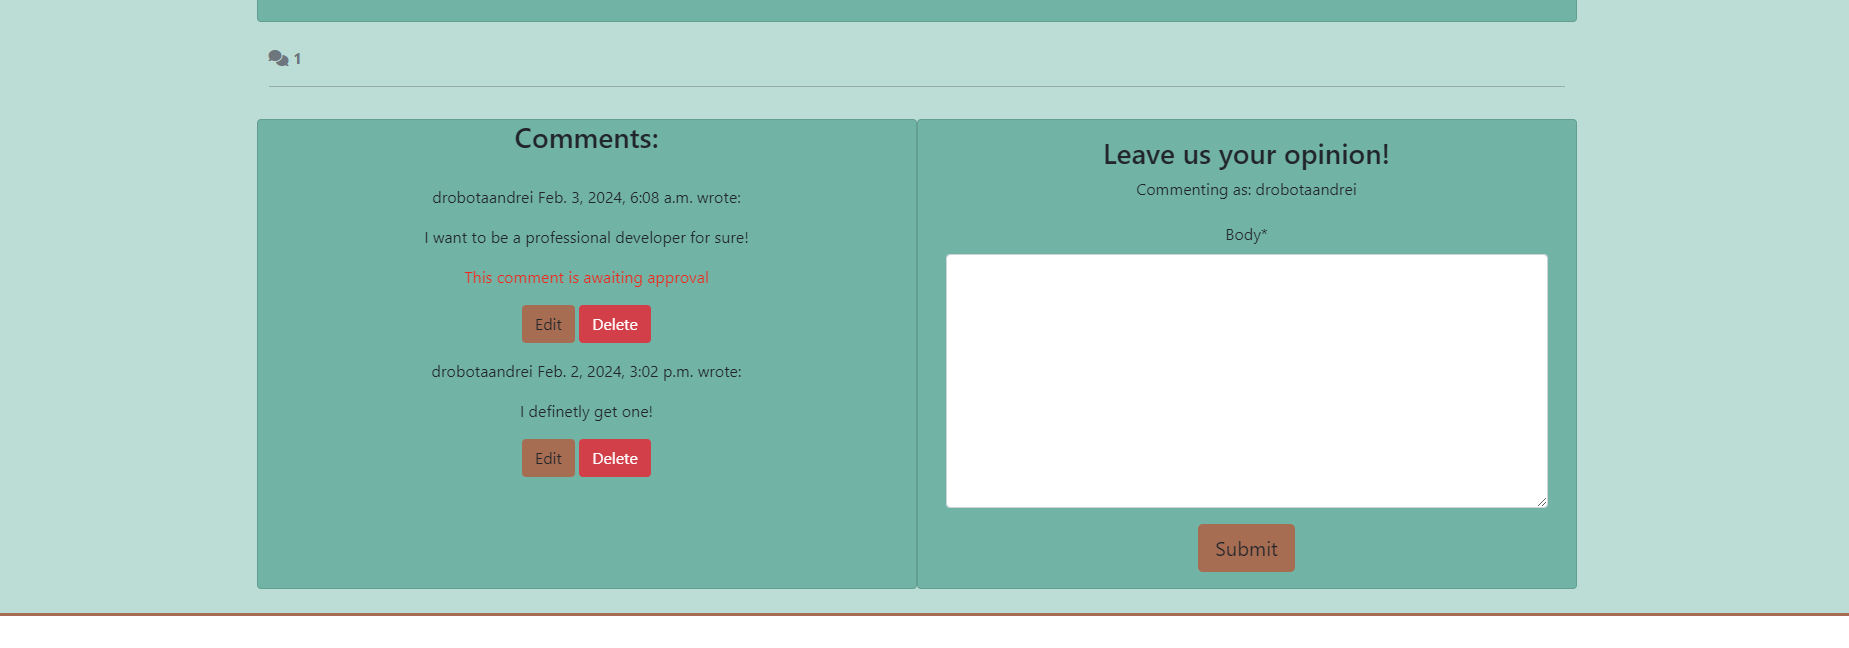 1
Comments:
drobotaandrei Feb. 3, 2024, 6:08 a.m. wrote:
I want to be a professional developer for sure!
This comment is awaiting approval
Edit Delete
drobotaandrei Feb. 2, 2024, 3:02 p.m. wrote:
I definetly get one!
Edit Delete
Leave us your opinion!
Commenting as: drobotaandrei
Body*
Submit